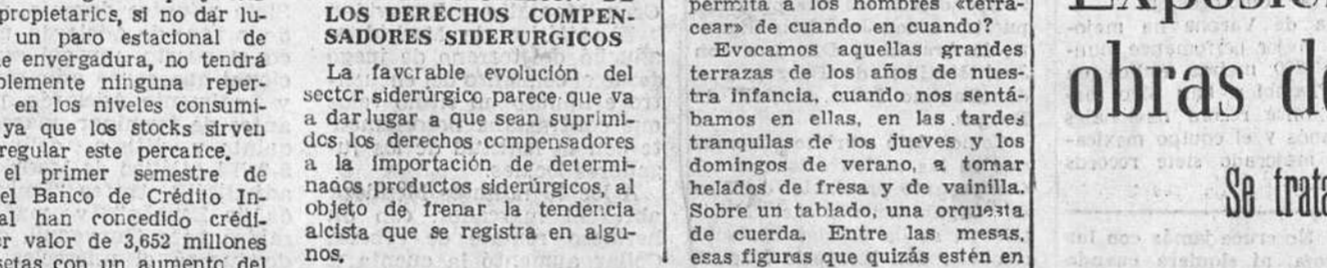 propietarios, si no dar lu-
un paro estacional de
envergadura, no tendrá
blemente ninguna reper-
en los niveles consumi-
ya que los stocks sirven
regular este percance.
el primer semestre de
el Banco de Crédito In-
al han concedido crédi-
valor de 3,652 millones
setas con un aumento del
LOS DERECHOS COMPEN-
SADORES SIDERURGICOS
La favorable evolución del
sector siderúrgico parece que va
a dar lugar a que sean suprimi-
dos los derechos compensadores
a la importación de determi-
nados productos siderúrgicos, al
objeto de frenar la tendencia
alcista que se registra en algu-
nos.
permita a los hombres «terra-
cear» de cuando en cuando?
Evocamos aquellas grandes
terrazas de los años de nues-
tra infancia, cuando nos sentá-
bamos en ellas, en las tardes
tranquilas de los jueves y los
domingos de verano, a tomar
helados de fresa y de vainilla.
Sobre un tablado, una orquesta
de cuerda. Entre las mesas,
esas figuras que quizás estén en
obras de
Se trata